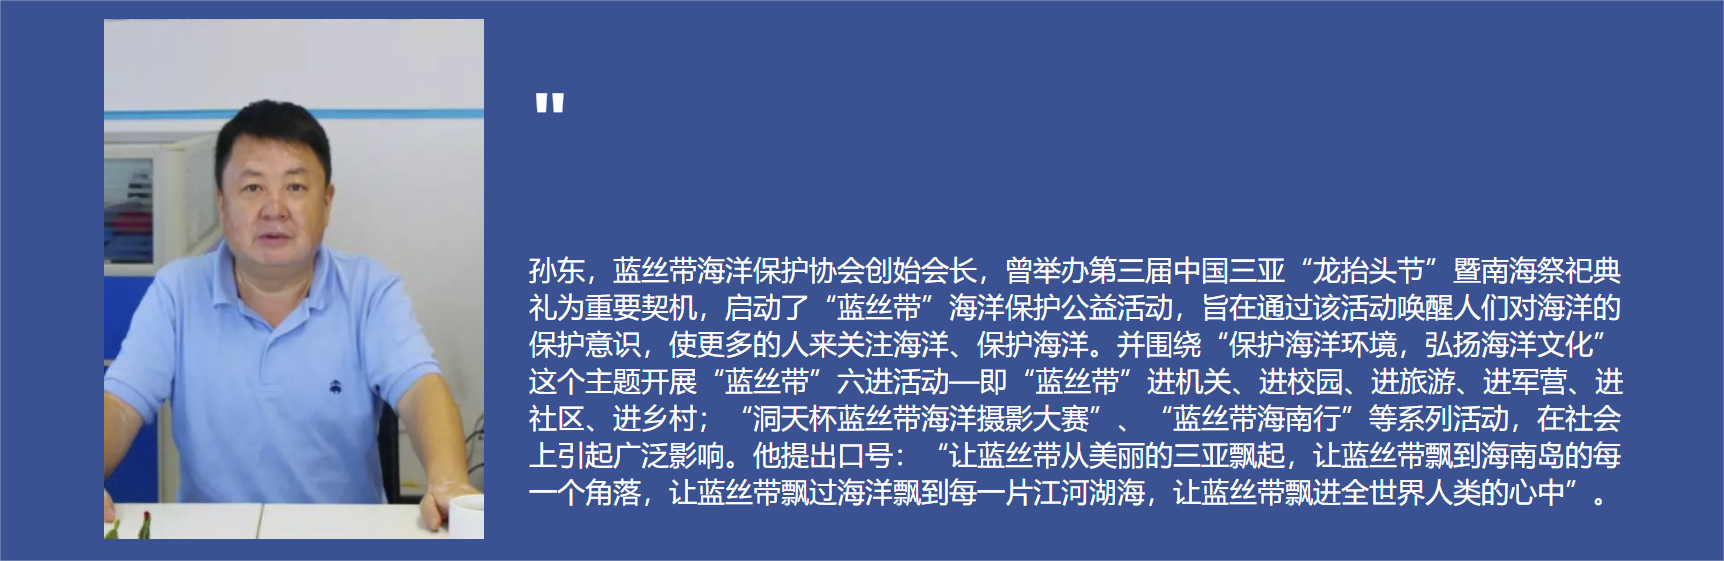 "
孙东，蓝丝带海洋保护协会创始会长，曾举办第三届中国三亚“龙抬头节”暨南海祭祀典
礼为重要契机，启动了“蓝丝带”海洋保护公益活动，旨在通过该活动唤醒人们对海洋的
保护意识，使更多的人来关注海洋、保护海洋。并围绕“保护海洋环境，弘扬海洋文化”
这个主题开展“蓝丝带”六进活动—即“蓝丝带”进机关、进校园、进旅游、进军营、进
社区、进乡村；“洞天杯蓝丝带海洋摄影大赛”、“蓝丝带海南行”等系列活动，在社会
上引起广泛影响。他提出口号：“让蓝丝带从美丽的三亚飘起，让蓝丝带飘到海南岛的每
一个角落，让蓝丝带飘过海洋飘到每一片江河湖海，让蓝丝带飘进全世界人类的心中”。